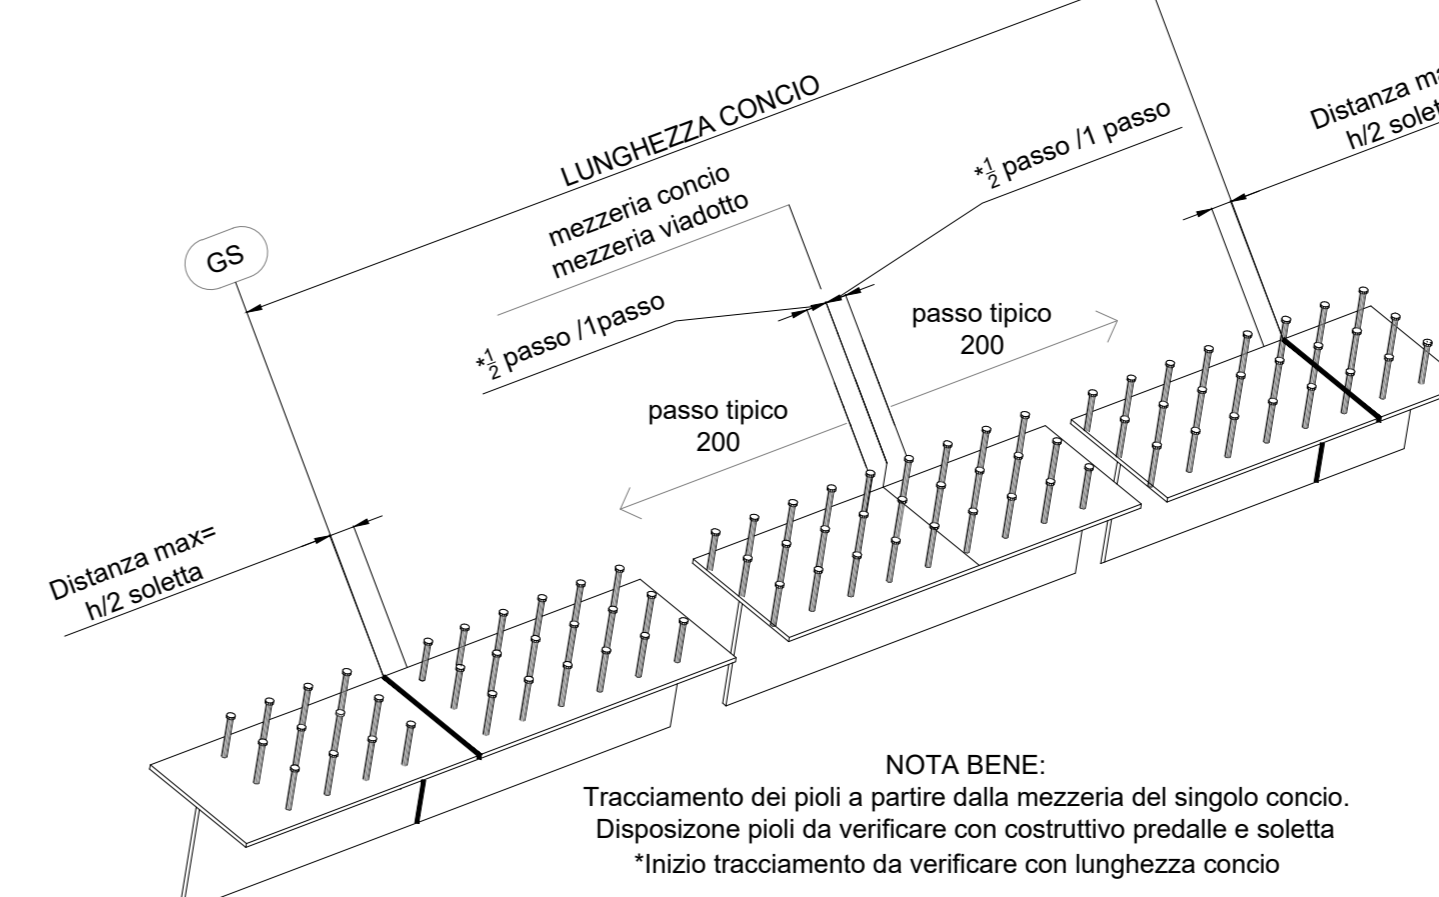 LUNGHEZZA CONCIO
mezzeria concio
mezzeria viadotto
*1/2 passo /1 passo
Distanza
h/2
GS
*1/2 passo /1passo
passo tipico
200
passo tipico
200
Distanza max=
h/2 soletta
NOTA BENE:
Tracciamento dei pioli a partire dalla mezzeria del singolo concio.
Disposizone pioli da verificare con costruttivo predalle e soletta
*Inizio tracciamento da verificare con lunghezza concio